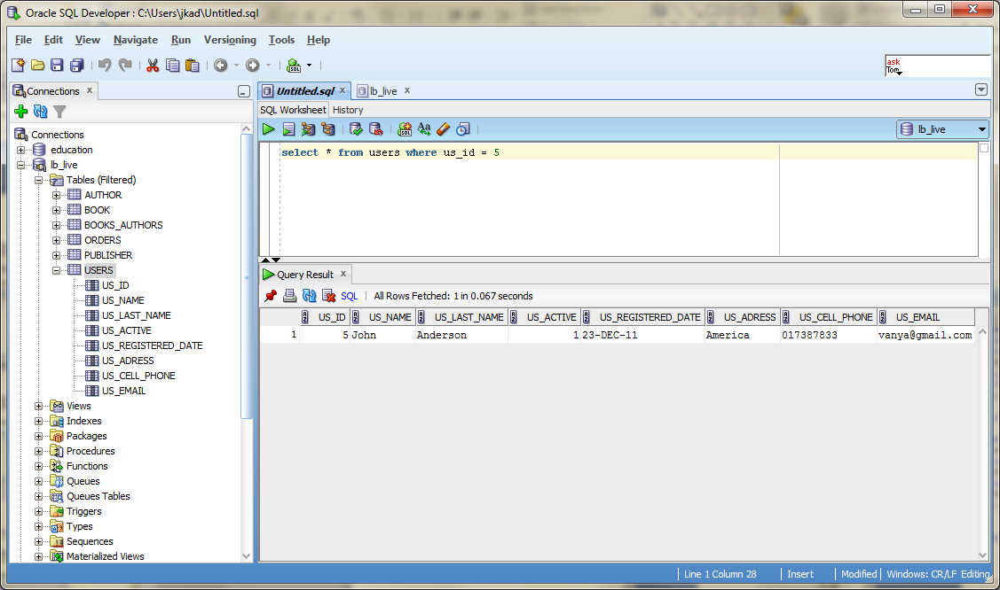 Oracle SQL Developer : C:\Users\jkad\Untitled.sql
File Edit View Navigate Run Versioning Tools Help
ask
Tom
Connections
Untitled.sql lb_live
SQL Worksheet History
lb_live
select * from users where us_id = 5
Connections
education
lb_live
Tables (Filtered)
AUTHOR
BOOK
BOOKS_AUTHORS
ORDERS
PUBLISHER
USERS
US_ID
US_NAME
US_LAST_NAME
US_ACTIVE
US_REGISTERED_DATE
US_ADRESS
US_CELL_PHONE
US_EMAIL
Views
Indexes
Packages
Procedures
Functions
Queues
Queues Tables
Triggers
Types
Sequences
Materialized Views
Query Result
SQL All Rows Fetched: 1 in 0.067 seconds
US_ID US_NAME US_LAST_NAME US_ACTIVE US_REGISTERED_DATE US_ADRESS US_CELL_PHONE US_EMAIL
1 5 John Anderson 1 23-DEC-11 America 017387833 vanya@gmail.com
Line 1 Column 28 Insert Modified Windows: CR/LF Editing